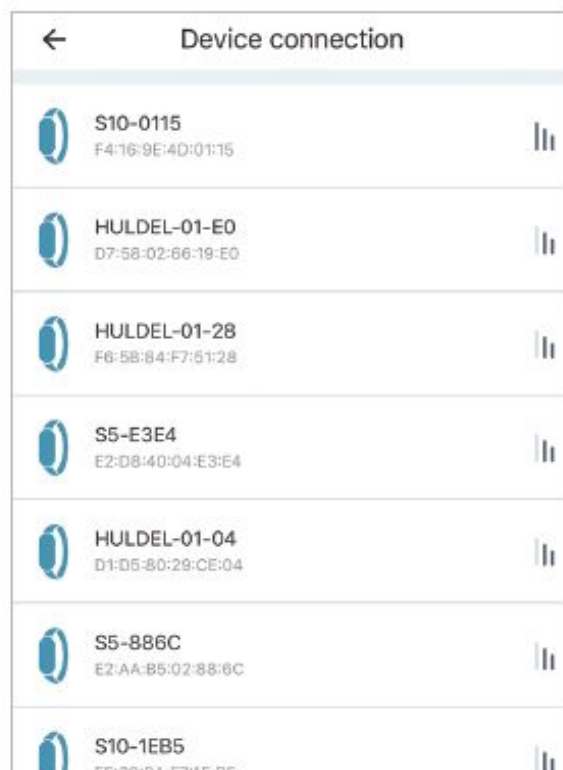 Device connection
S10-0115
F4:16:9E:4D:01:15
HULDEL-01-E0
D7:58:02:66:19:E0
HULDEL-01-28
F6:58:84:F7:51:28
S5-E3E4
E2:D8:40:04:E3:E4
HULDEL-01-04
D1:D5:80:29:CE:04
S5-886C
E2:AA:B5:02:88:6C
S10-1EB5